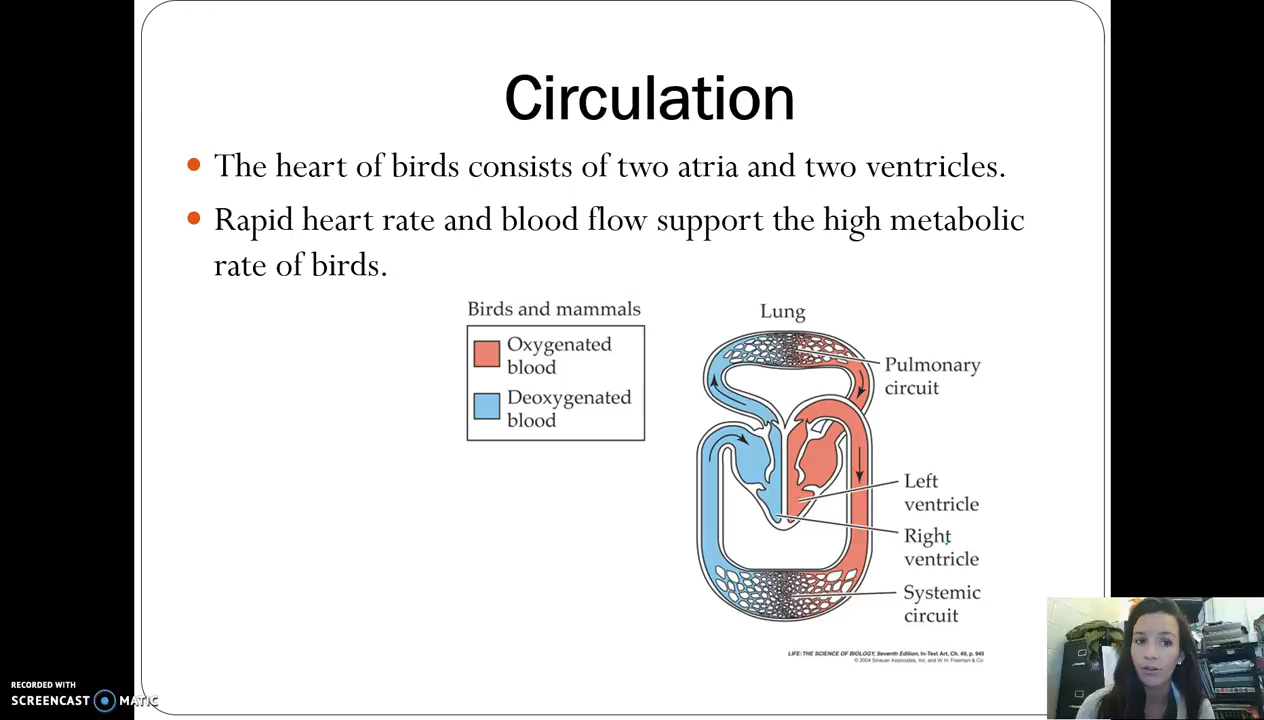 Circulation
The heart of birds consists of two atria and two ventricles.
Rapid heart rate and blood flow support the high metabolic
rate of birds.
Birds and mammals
Oxygenated
blood
Deoxygenated
blood
Lung
Pulmonary
circuit
Left
ventricle
Right
ventricle
Systemic
circuit
LIFE: THE SCIENCE OF BIOLOGY, Seventh Edition, In-Text Art, Ch. 49, p. 945
© 2004 Sinauer Associates, Inc. and W. H. Freeman & Co.
RECORDED WITH
SCREENCAST MATIC